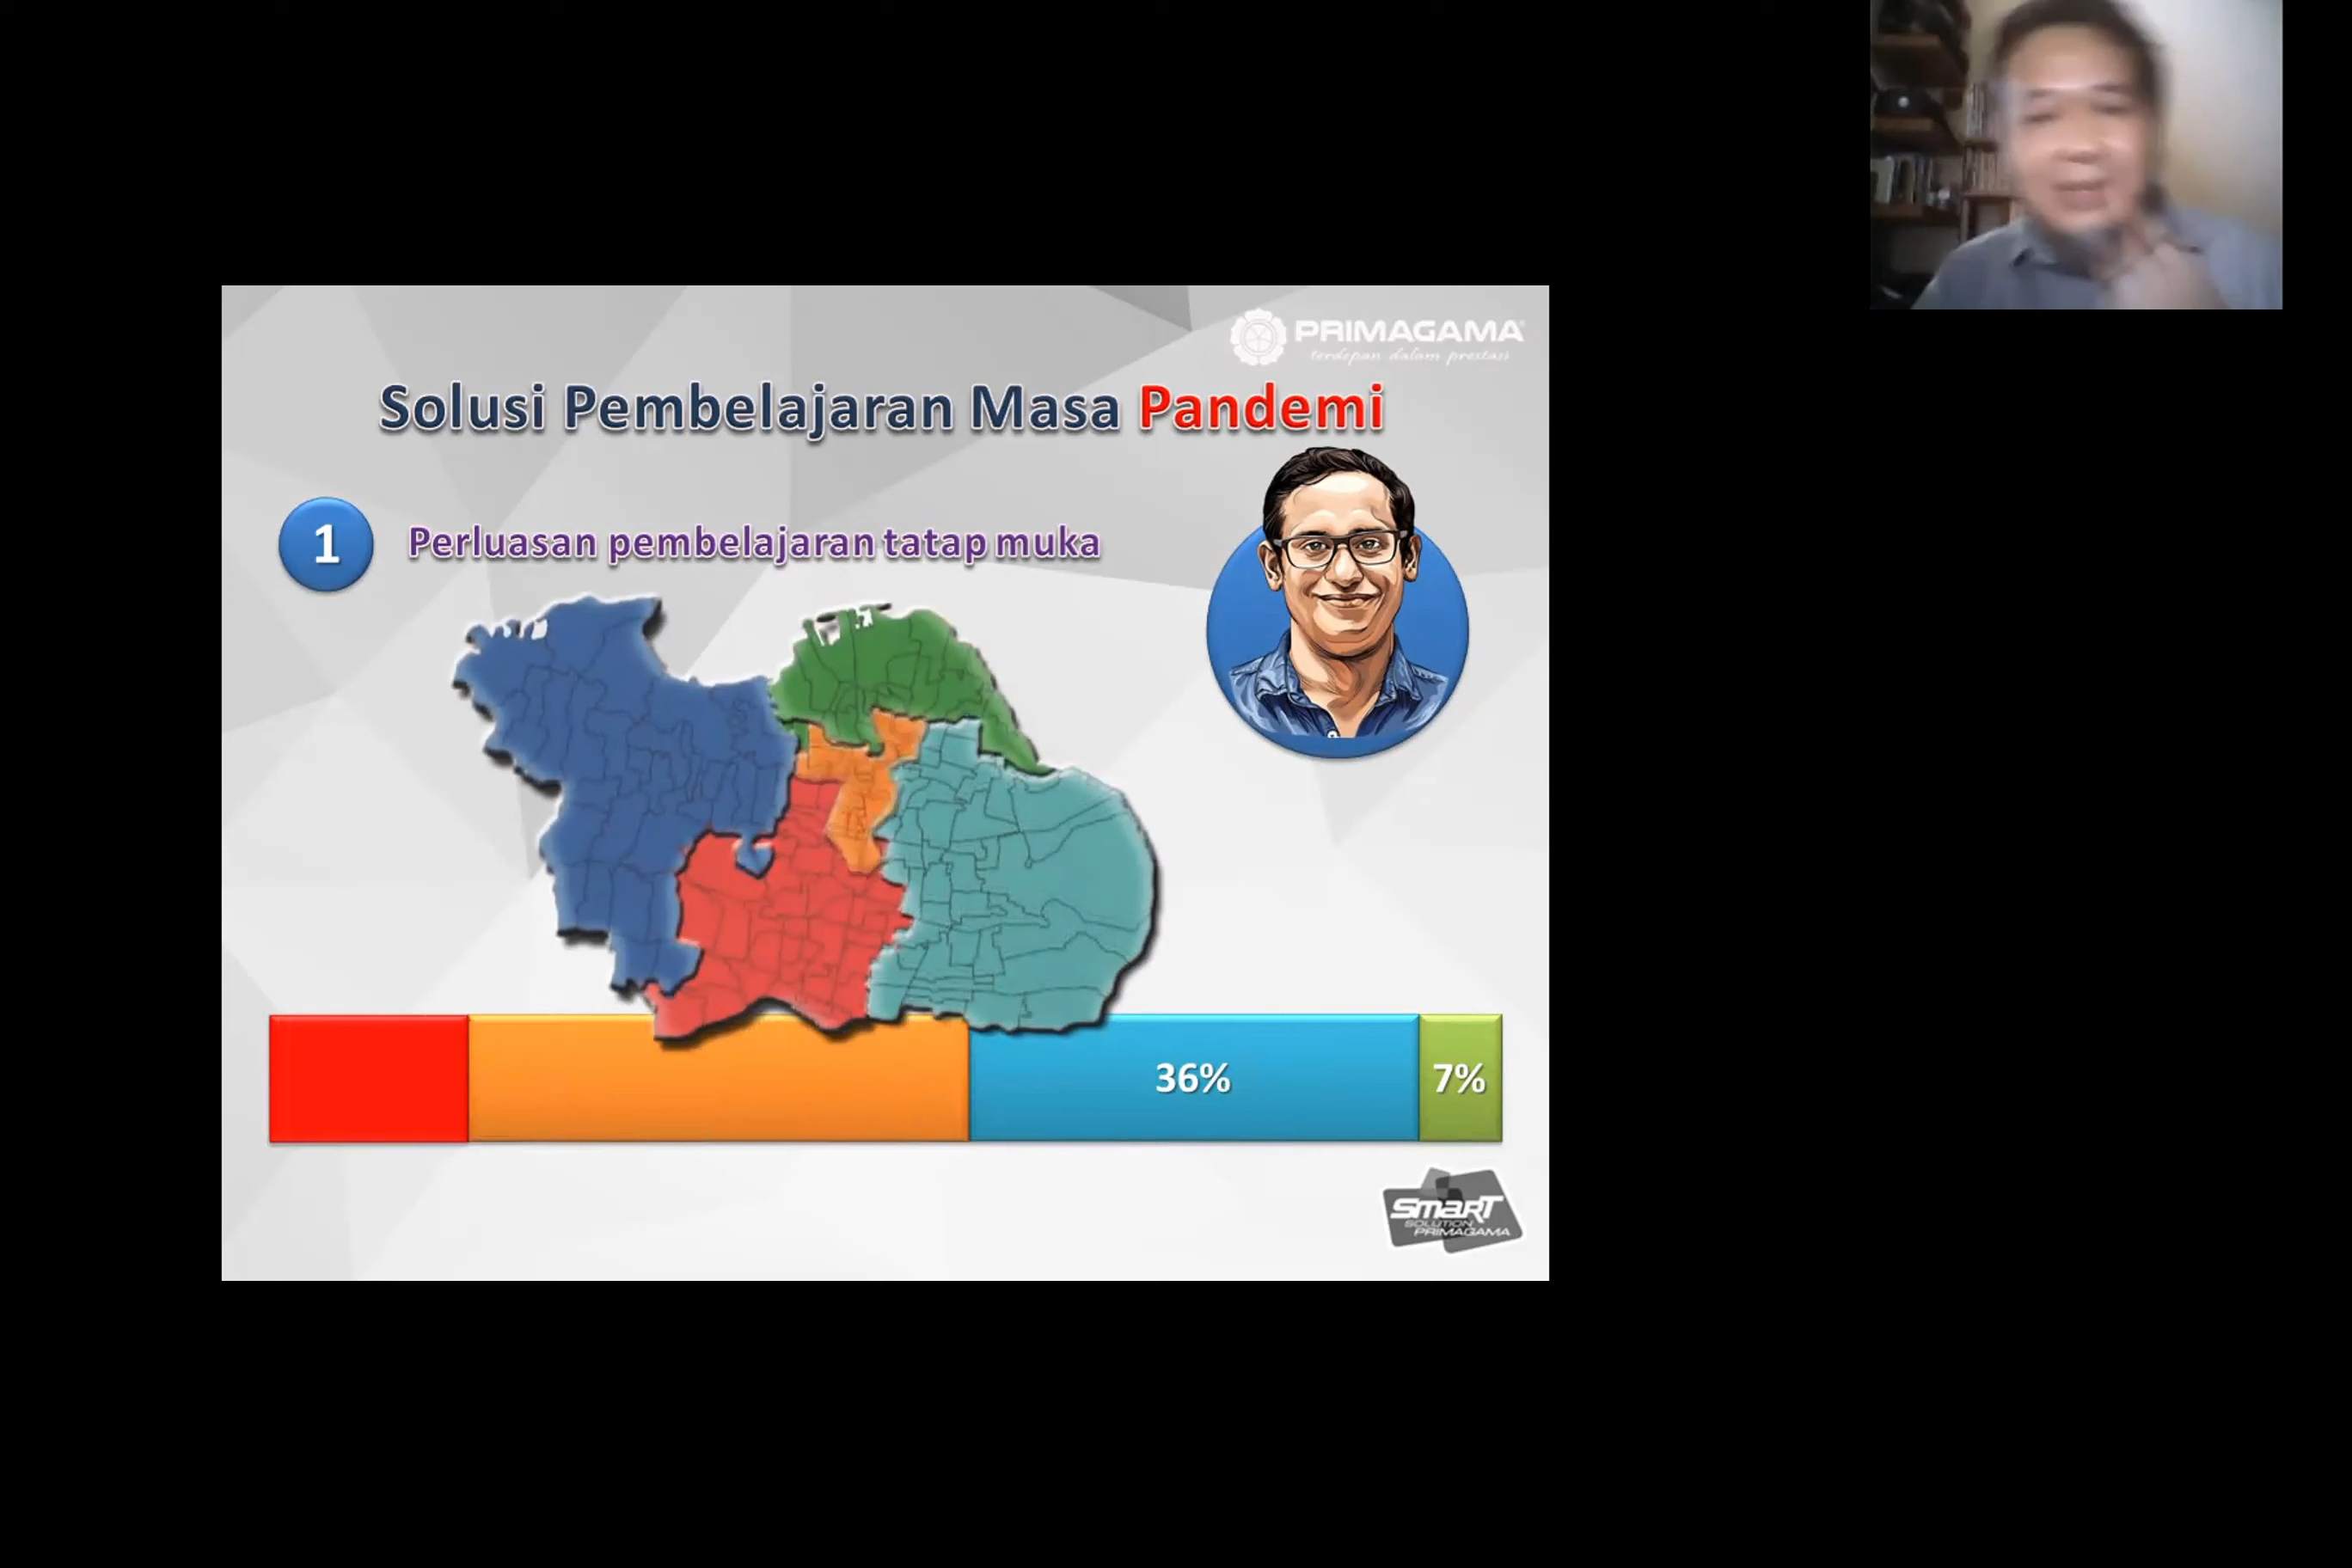 PRIMAGAMA
terdepan dalam prestasi
Solusi Pembelajaran Masa Pandemi
1
Perluasan pembelajaran tatap muka
36%
7%
SmarT
SOLUTION
PRIMAGAMA